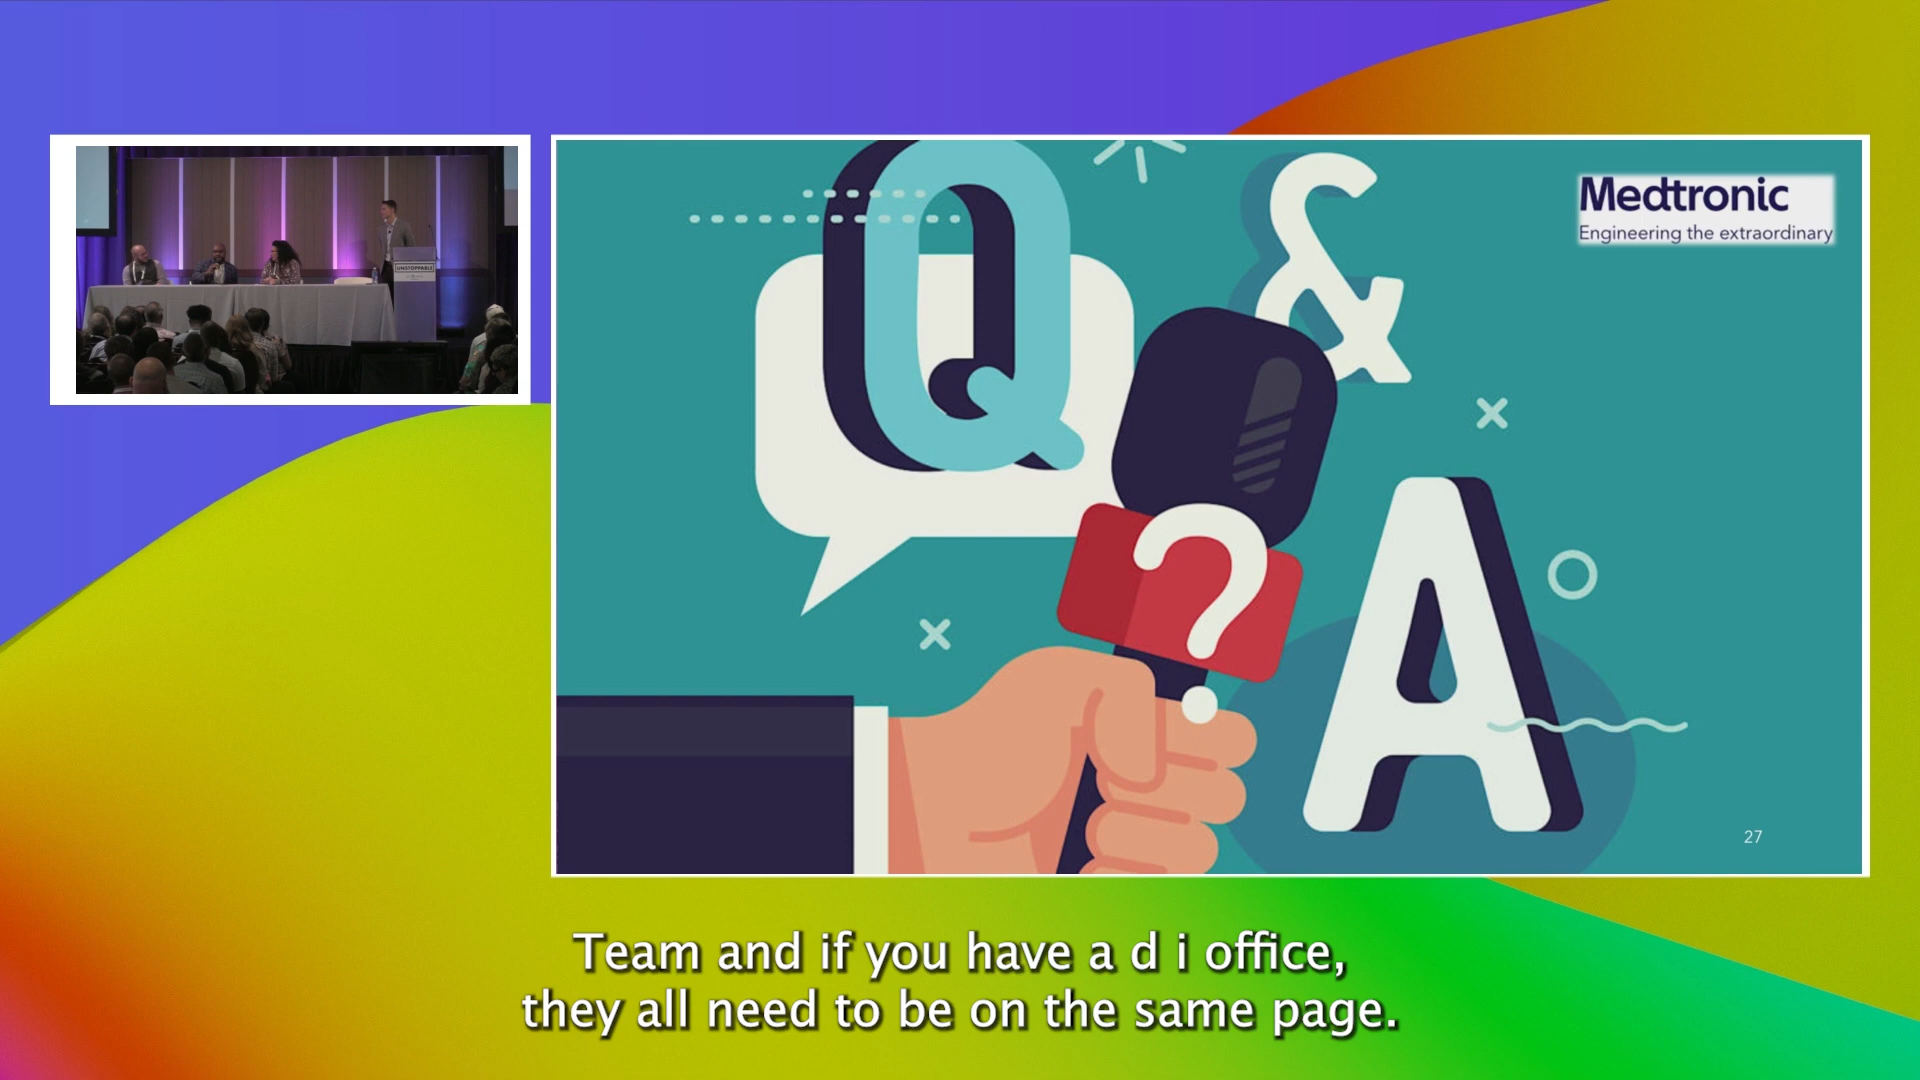 UNSTOPPABLE
Q
&
Medtronic
Engineering the extraordinary
?
A
27
Team and if you have a d i office,
they all need to be on the same page.